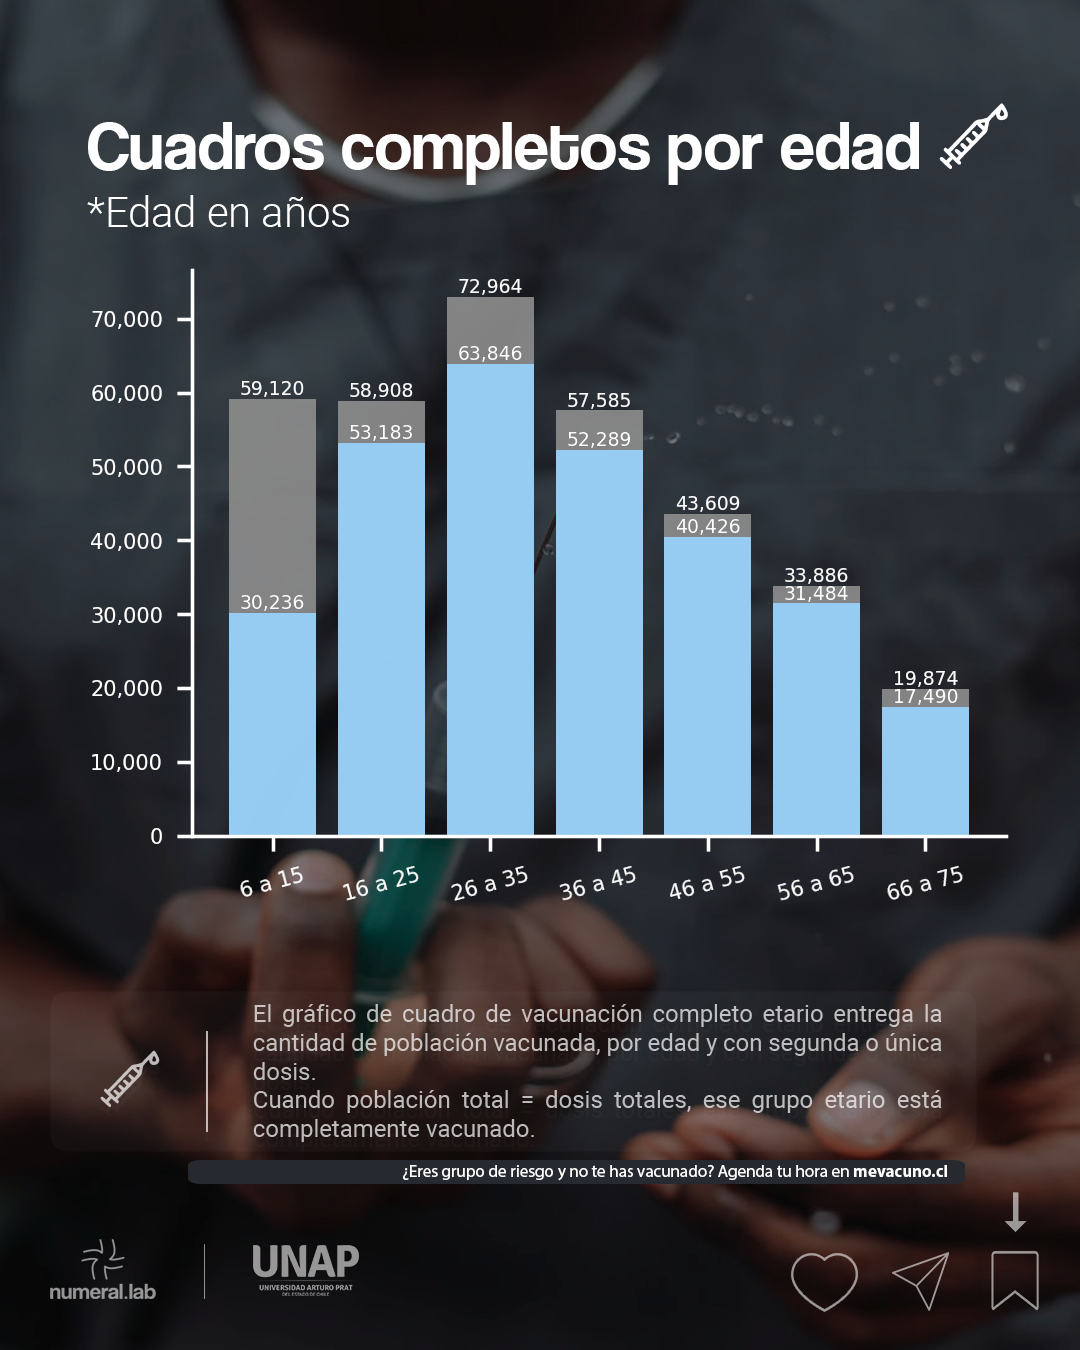 Cuadros completos por edad
*Edad en años
72,964
70,000
63,846
60,000
59,120
58,908
57,585
53,183
52,289
50,000
43,609
40,426
40,000
33,886
31,484
30,236
30,000
20,000
19,874
17,490
10,000
0
6 a 15
16 a 25
26 a 35
36 a 45
46 a 55
56 a 65
66 a 75
El gráfico de cuadro de vacunación completo etario entrega la
cantidad de población vacunada, por edad y con segunda o única
dosis.
Cuando población total = dosis totales, ese grupo etario está
completamente vacunado.
¿Eres grupo de riesgo y no te has vacunado? Agenda tu hora en mevacuno.cl
numeral.lab
UNAP
UNIVERSIDAD ARTURO PRAT
DEL ESTADO DE CHILE